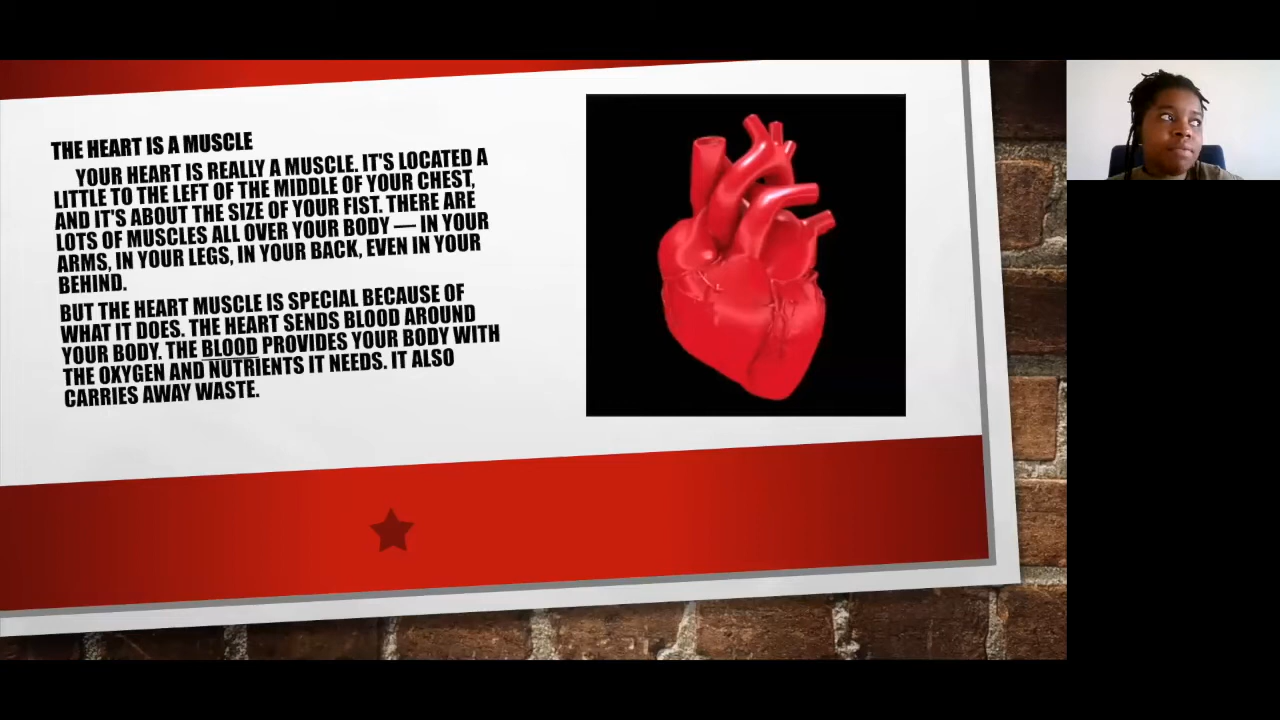 THE HEART IS A MUSCLE
YOUR HEART IS REALLY A MUSCLE. IT'S LOCATED A
LITTLE TO THE LEFT OF THE MIDDLE OF YOUR CHEST,
AND IT'S ABOUT THE SIZE OF YOUR FIST. THERE ARE
LOTS OF MUSCLES ALL OVER YOUR BODY — IN YOUR
ARMS, IN YOUR LEGS, IN YOUR BACK, EVEN IN YOUR
BEHIND.
BUT THE HEART MUSCLE IS SPECIAL BECAUSE OF
WHAT IT DOES. THE HEART SENDS BLOOD AROUND
YOUR BODY. THE BLOOD PROVIDES YOUR BODY WITH
THE OXYGEN AND NUTRIENTS IT NEEDS. IT ALSO
CARRIES AWAY WASTE.